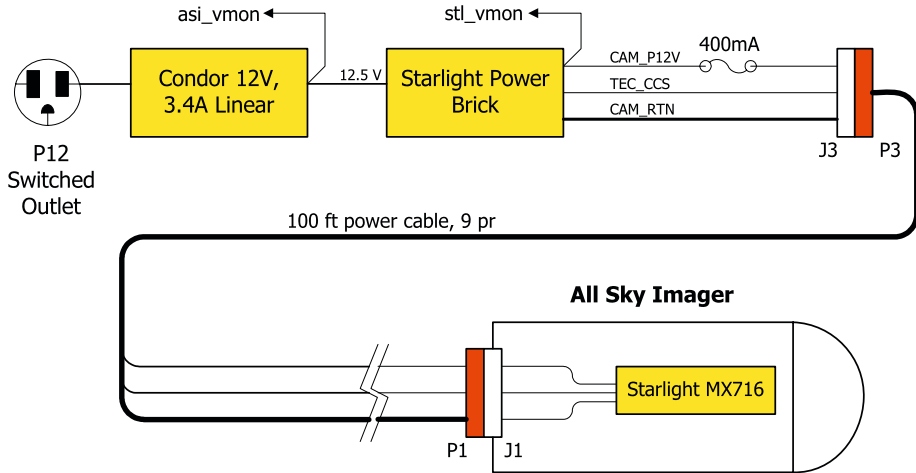 asi_vmon
stl_vmon
Condor 12V,
3.4A Linear
12.5 V
Starlight Power
Brick
CAM_P12V
400mA
TEC_CCS
CAM_RTN
P12
Switched
Outlet
J3
P3
100 ft power cable, 9 pr
All Sky Imager
Starlight MX716
P1
J1